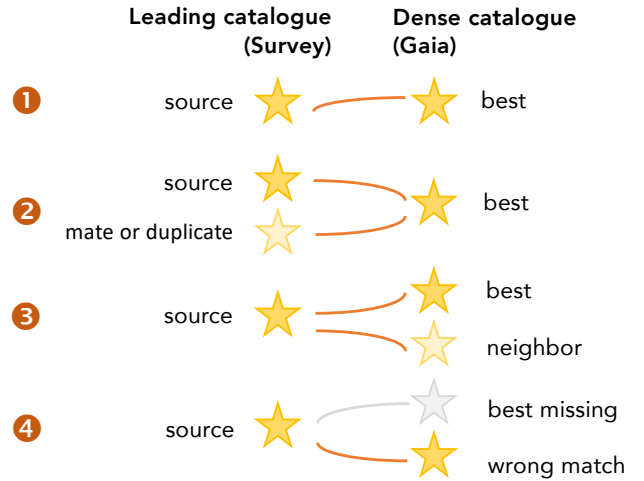 Leading catalogue
(Survey)
Dense catalogue
(Gaia)
1
source
best
2
source
mate or duplicate
best
3
source
best
neighbor
4
source
best missing
wrong match